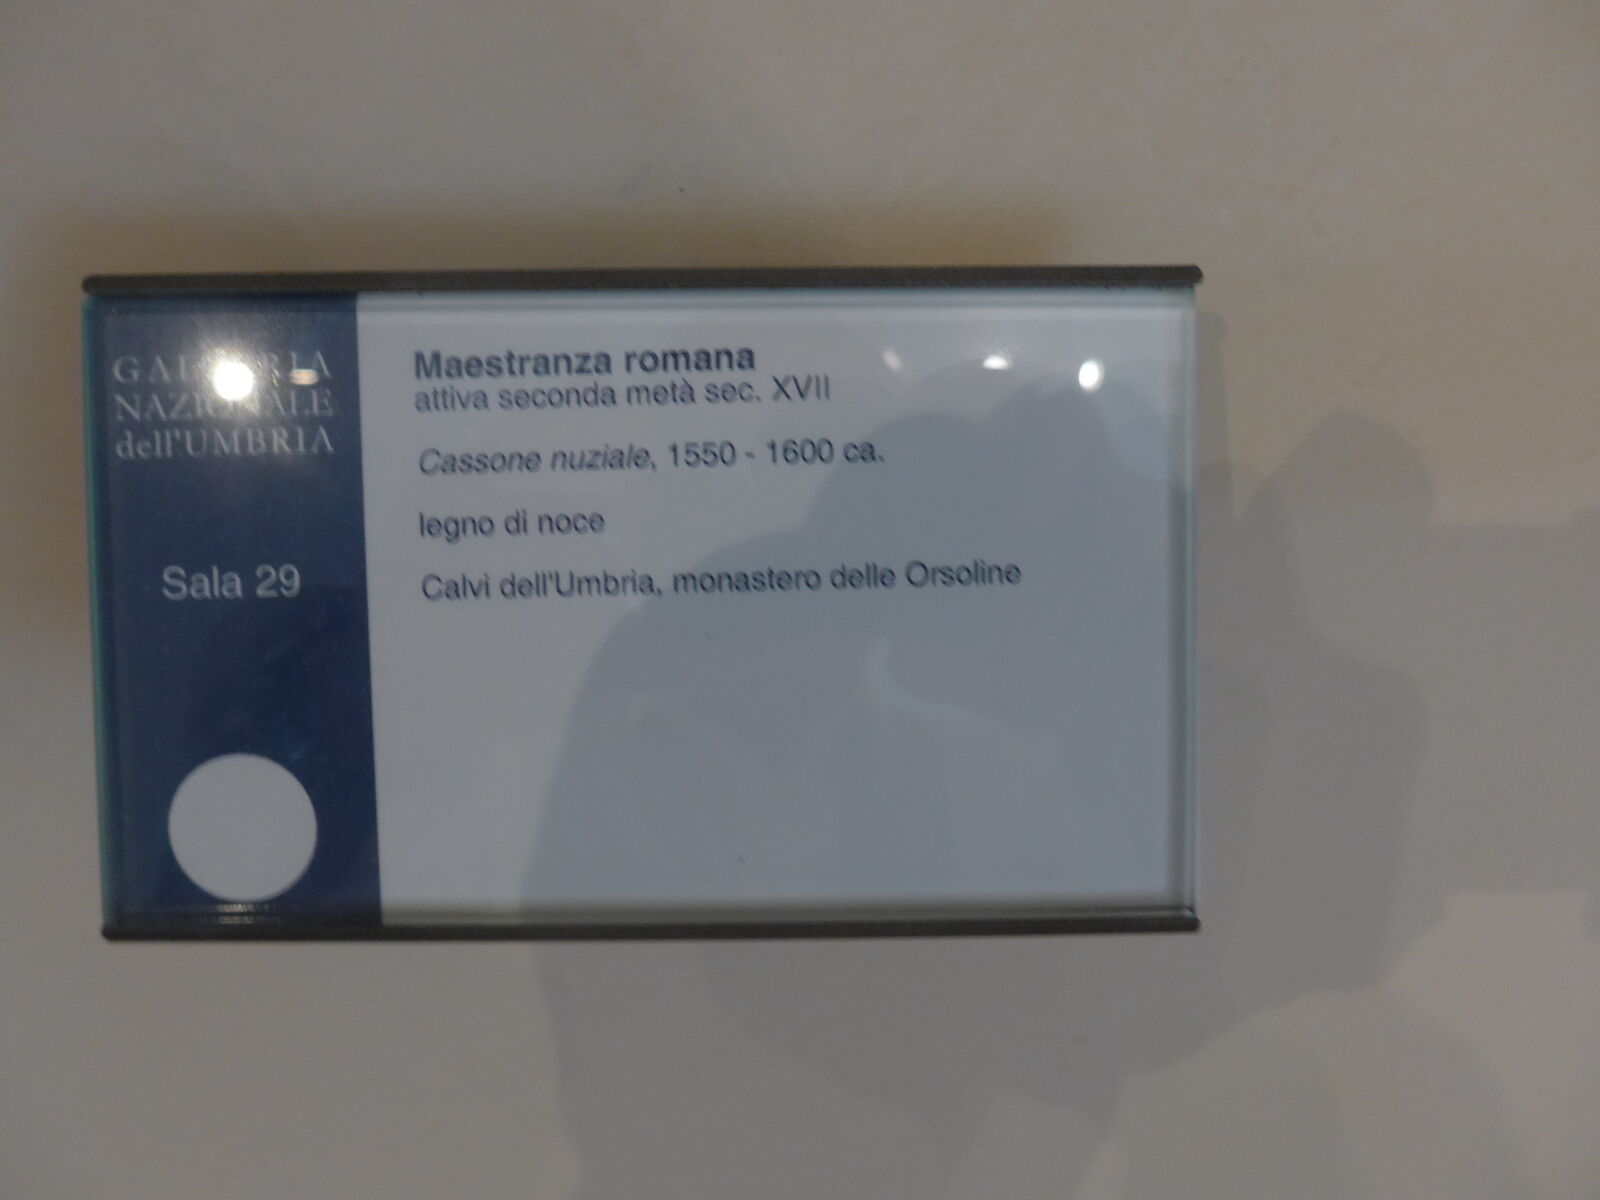 GALLERIA
NAZIONALE
dell'UMBRIA
Sala 29
Maestranza romana
attiva seconda metà sec. XVII
Cassone nuziale, 1550 - 1600 ca.
legno di noce
Calvi dell'Umbria, monastero delle Orsoline